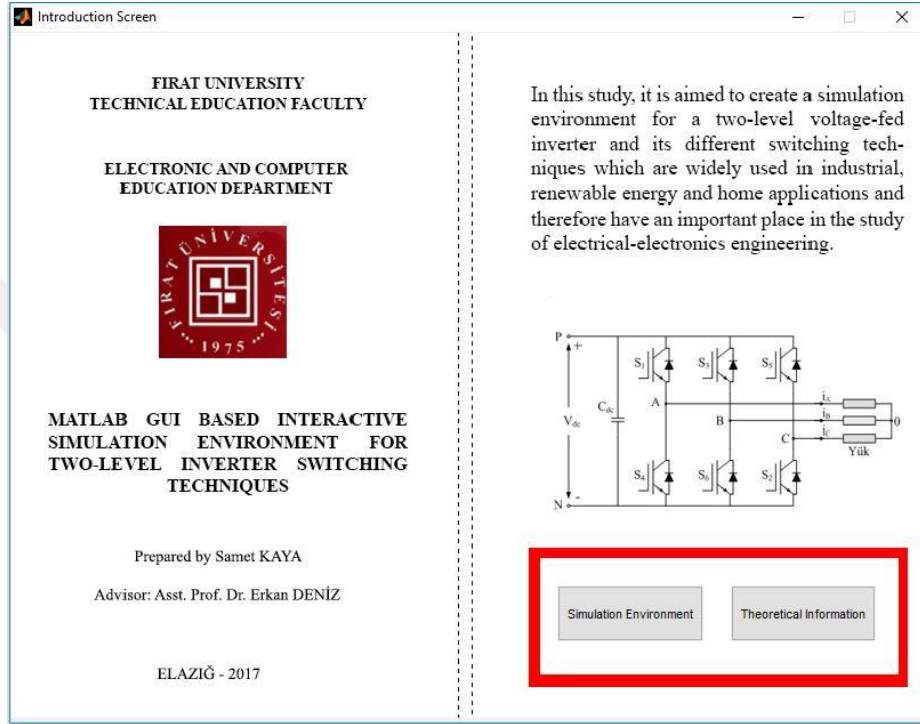 Introduction Screen
FIRAT UNIVERSITY
TECHNICAL EDUCATION FACULTY
ELECTRONIC AND COMPUTER
EDUCATION DEPARTMENT
FIRAT ÜNİVERSİTESİ
1975
MATLAB GUI BASED INTERACTIVE
SIMULATION ENVIRONMENT FOR
TWO-LEVEL INVERTER SWITCHING
TECHNIQUES
Prepared by Samet KAYA
Advisor: Asst. Prof. Dr. Erkan DENİZ
ELAZIĞ - 2017
In this study, it is aimed to create a simulation
environment for a two-level voltage-fed
inverter and its different switching tech-
niques which are widely used in industrial,
renewable energy and home applications and
therefore have an important place in the study
of electrical-electronics engineering.
P
+
S1 S3 S5
Vdc Cdc A iA
B iB 0
C iC
Yük
S4 S6 S2
-
N
Simulation Environment Theoretical Information